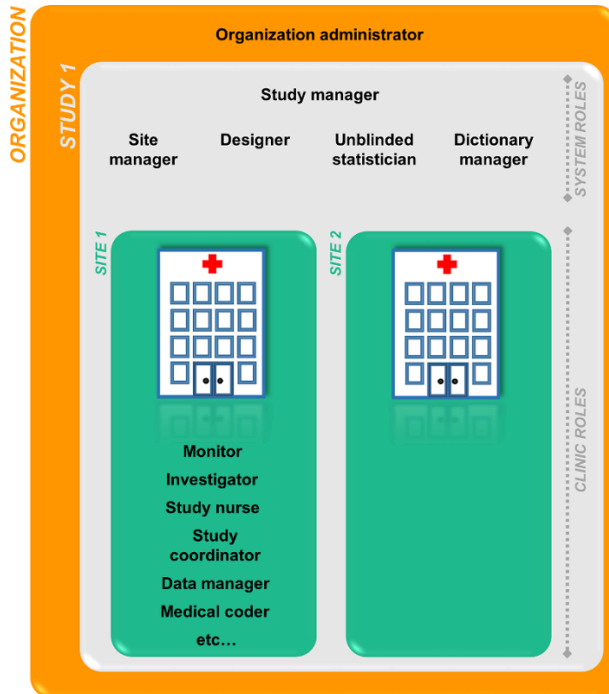 ORGANIZATION
Organization administrator
STUDY 1
Study manager
SYSTEM ROLES
Site manager
Designer
Unblinded statistician
Dictionary manager
SITE 1
SITE 2
CLINIC ROLES
Monitor
Investigator
Study nurse
Study
coordinator
Data manager
Medical coder
etc...